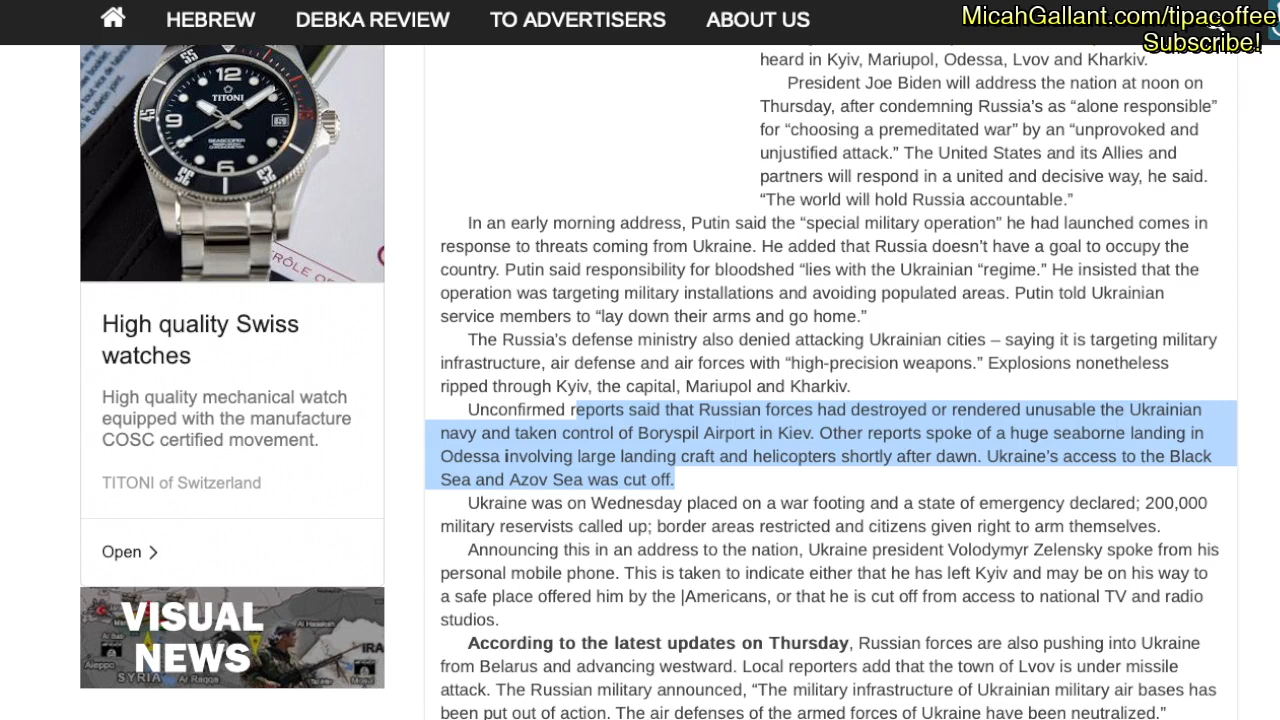 HEBREW
DEBKA REVIEW
TO ADVERTISERS
ABOUT US
MicahGallant.com/tipacoffee
Subscribe!
12
TITONI
SEASCOPER
High quality Swiss
watches
High quality mechanical watch
equipped with the manufacture
COSC certified movement.
TITONI of Switzerland
Open
VISUAL
NEWS
SYRIA
Aleppo
Ar Raqqa
heard in Kyiv, Mariupol, Odessa, Lvov and Kharkiv.
President Joe Biden will address the nation at noon on
Thursday, after condemning Russia's as “alone responsible”
for “choosing a premeditated war” by an “unprovoked and
unjustified attack.” The United States and its Allies and
partners will respond in a united and decisive way, he said.
“The world will hold Russia accountable.”
In an early morning address, Putin said the “special military operation” he had launched comes in
response to threats coming from Ukraine. He added that Russia doesn’t have a goal to occupy the
country. Putin said responsibility for bloodshed “lies with the Ukrainian “regime.” He insisted that the
operation was targeting military installations and avoiding populated areas. Putin told Ukrainian
service members to “lay down their arms and go home.”
The Russia’s defense ministry also denied attacking Ukrainian cities – saying it is targeting military
infrastructure, air defense and air forces with “high-precision weapons.” Explosions nonetheless
ripped through Kyiv, the capital, Mariupol and Kharkiv.
Unconfirmed reports said that Russian forces had destroyed or rendered unusable the Ukrainian
navy and taken control of Boryspil Airport in Kiev. Other reports spoke of a huge seaborne landing in
Odessa involving large landing craft and helicopters shortly after dawn. Ukraine’s access to the Black
Sea and Azov Sea was cut off.
Ukraine was on Wednesday placed on a war footing and a state of emergency declared; 200,000
military reservists called up; border areas restricted and citizens given right to arm themselves.
Announcing this in an address to the nation, Ukraine president Volodymyr Zelensky spoke from his
personal mobile phone. This is taken to indicate either that he has left Kyiv and may be on his way to
a safe place offered him by the |Americans, or that he is cut off from access to national TV and radio
studios.
According to the latest updates on Thursday, Russian forces are also pushing into Ukraine
from Belarus and advancing westward. Local reporters add that the town of Lvov is under missile
attack. The Russian military announced, “The military infrastructure of Ukrainian military air bases has
been put out of action. The air defenses of the armed forces of Ukraine have been neutralized.”